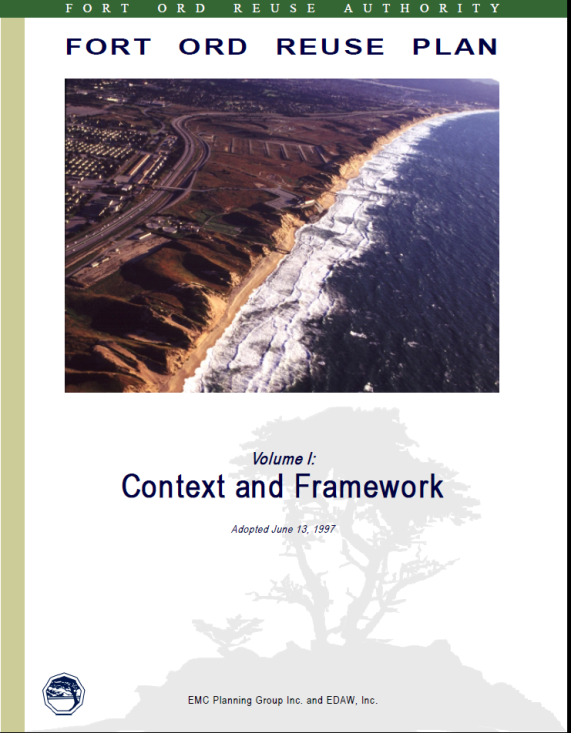 FORT ORD REUSE AUTHORITY
FORT ORD REUSE PLAN
Volume I:
Context and Framework
Adopted June 13, 1997
EMC Planning Group Inc. and EDAW, Inc.